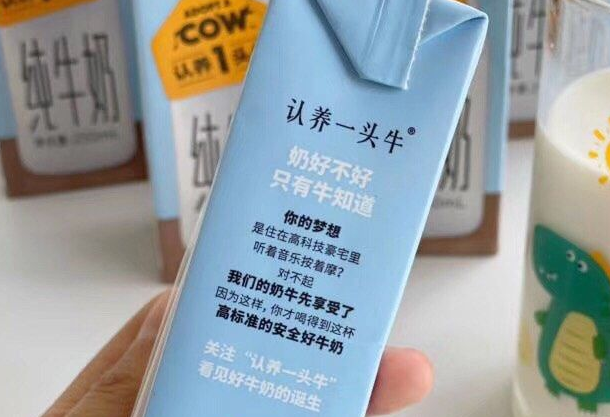 ADOPT A
COW
认养1头
纯牛奶
纯
奶
认养一头牛®
奶好不好
只有牛知道
你的梦想
是住在高科技豪宅里
听着音乐按着摩?
对不起
我们的奶牛先享受了
因为这样,你才喝得到这杯
高标准的安全好牛奶
关注“认养一头牛”
看见好牛奶的诞生